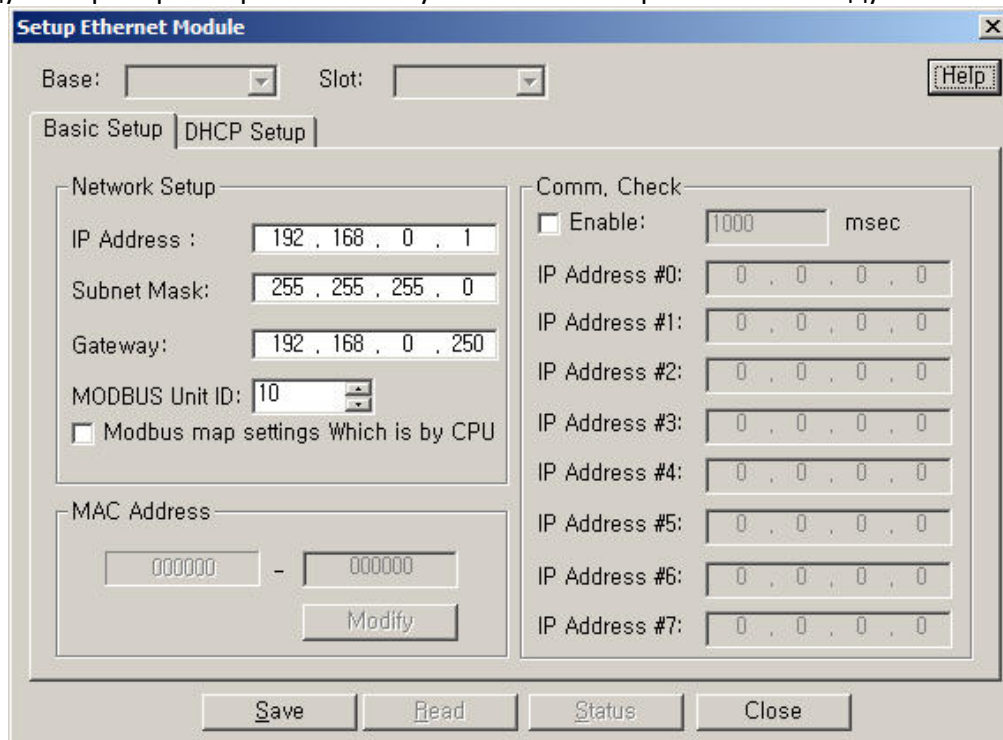 Setup Ethernet Module
Base: Slot: Help
Basic Setup DHCP Setup
Network Setup
IP Address : 192 . 168 . 0 . 1
Subnet Mask: 255 . 255 . 255 . 0
Gateway: 192 . 168 . 0 . 250
MODBUS Unit ID: 10
Modbus map settings Which is by CPU
MAC Address
000000 - 000000
Modify
Comm. Check
Enable: 1000 msec
IP Address #0: 0 . 0 . 0 . 0
IP Address #1: 0 . 0 . 0 . 0
IP Address #2: 0 . 0 . 0 . 0
IP Address #3: 0 . 0 . 0 . 0
IP Address #4: 0 . 0 . 0 . 0
IP Address #5: 0 . 0 . 0 . 0
IP Address #6: 0 . 0 . 0 . 0
IP Address #7: 0 . 0 . 0 . 0
Save Read Status Close